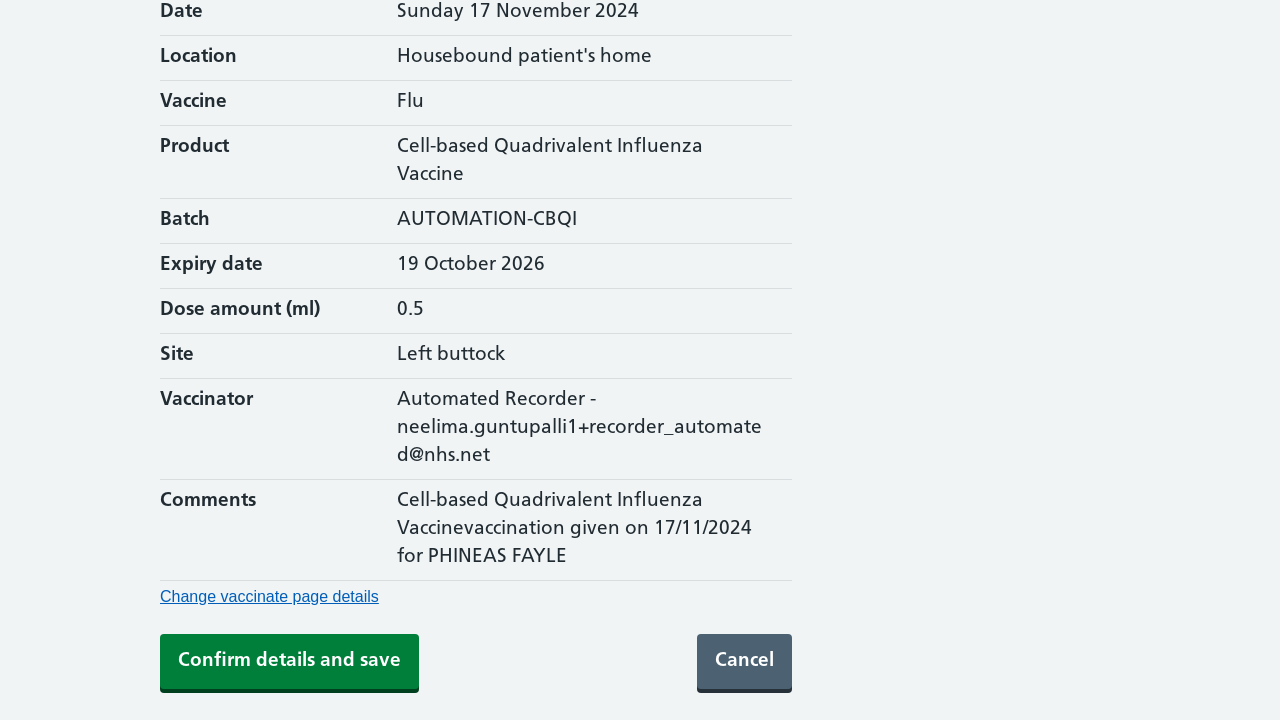 Date Sunday 17 November 2024
Location Housebound patient's home
Vaccine Flu
Product Cell-based Quadrivalent Influenza
Vaccine
Batch AUTOMATION-CBQI
Expiry date 19 October 2026
Dose amount (ml) 0.5
Site Left buttock
Vaccinator Automated Recorder -
neelima.guntupalli1+recorder_automate
d@nhs.net
Comments Cell-based Quadrivalent Influenza
Vaccinevaccination given on 17/11/2024
for PHINEAS FAYLE
Change vaccinate page details
Confirm details and save Cancel